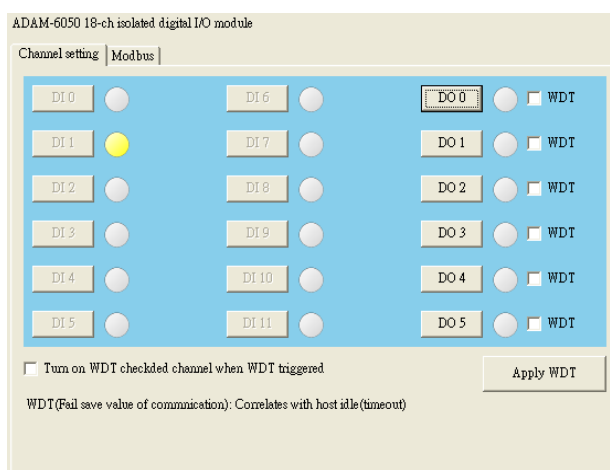 ADAM-6050 18-ch isolated digital I/O module
Channel setting Modbus
DI 0 DI 6 DO 0 WDT
DI 1 DI 7 DO 1 WDT
DI 2 DI 8 DO 2 WDT
DI 3 DI 9 DO 3 WDT
DI 4 DI 10 DO 4 WDT
DI 5 DI 11 DO 5 WDT
Turn on WDT checkded channel when WDT triggered
Apply WDT
WDT(Fail save value of commnication): Correlates with host idle(timeout)